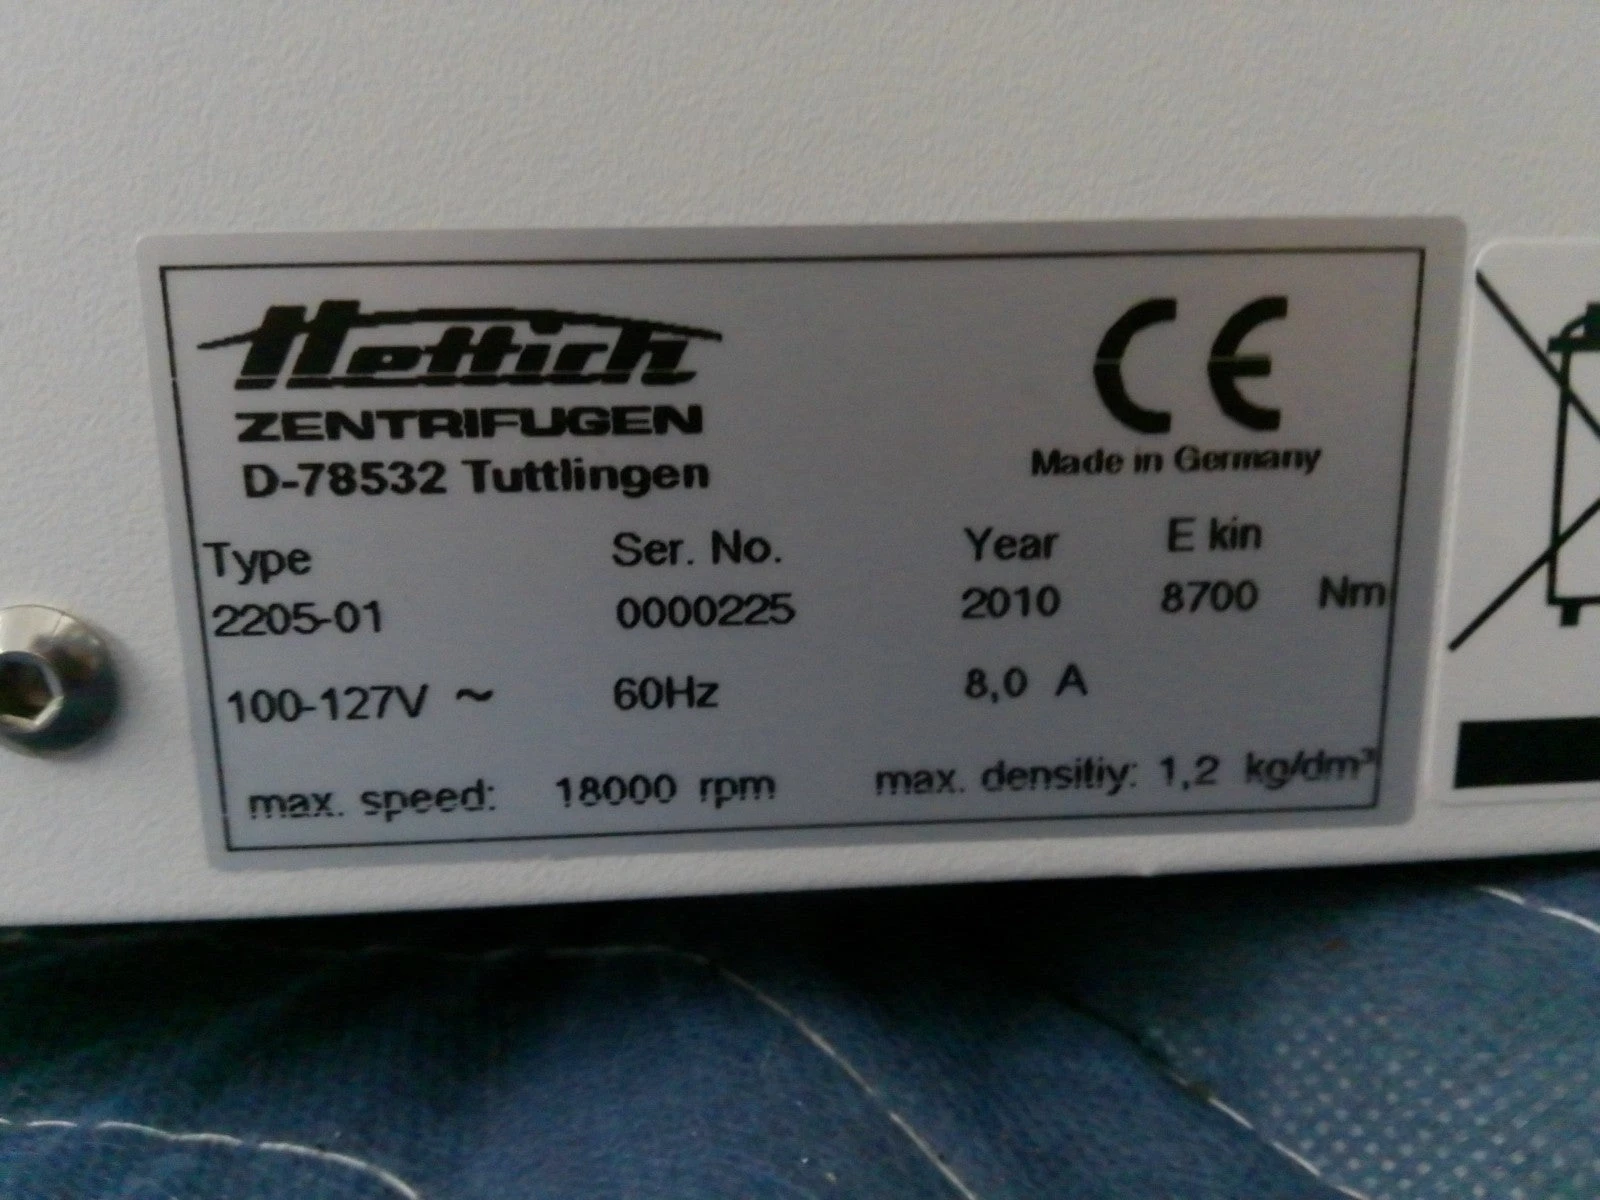 Hettich
ZENTRIFUGEN
D-78532 Tuttlingen
CE
Made in Germany
Type Ser. No. Year E kin
2205-01 0000225 2010 8700 Nm
100-127V ~ 60Hz 8,0 A
max. speed: 18000 rpm max. densitiy: 1,2 kg/dm³